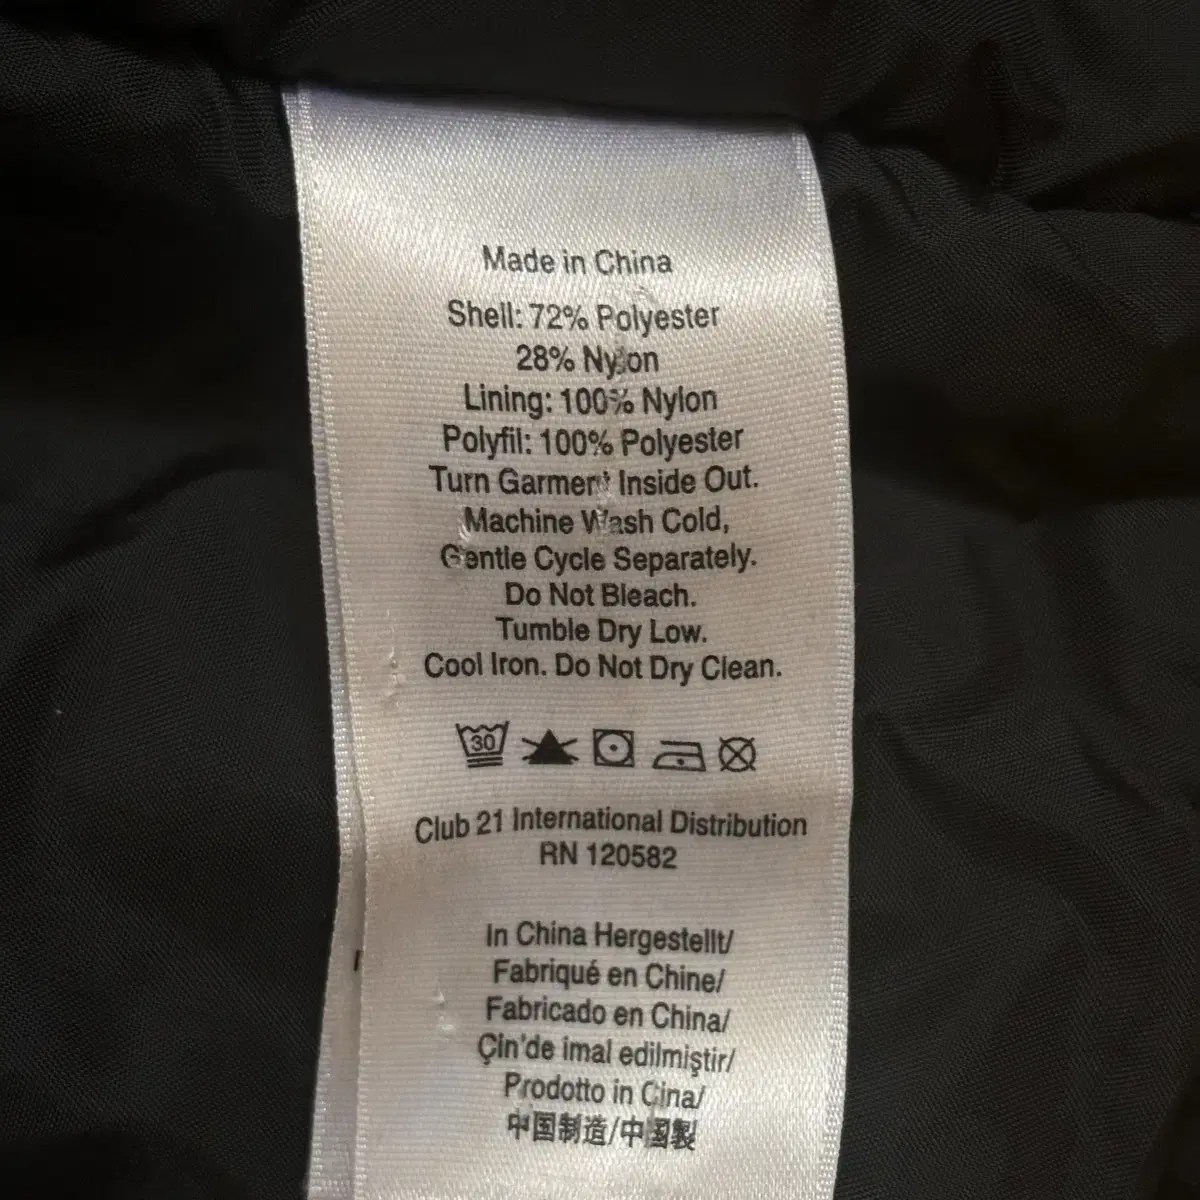 Made in China
Shell: 72% Polyester
28% Nylon
Lining: 100% Nylon
Polyfil: 100% Polyester
Turn Garment Inside Out.
Machine Wash Cold,
Gentle Cycle Separately.
Do Not Bleach.
Tumble Dry Low.
Cool Iron. Do Not Dry Clean.
30
Club 21 International Distribution
RN 120582
In China Hergestellt/
Fabriqué en Chine/
Fabricado en China/
Çin'de imal edilmiştir/
Prodotto in Cina/
中国制造/中国製